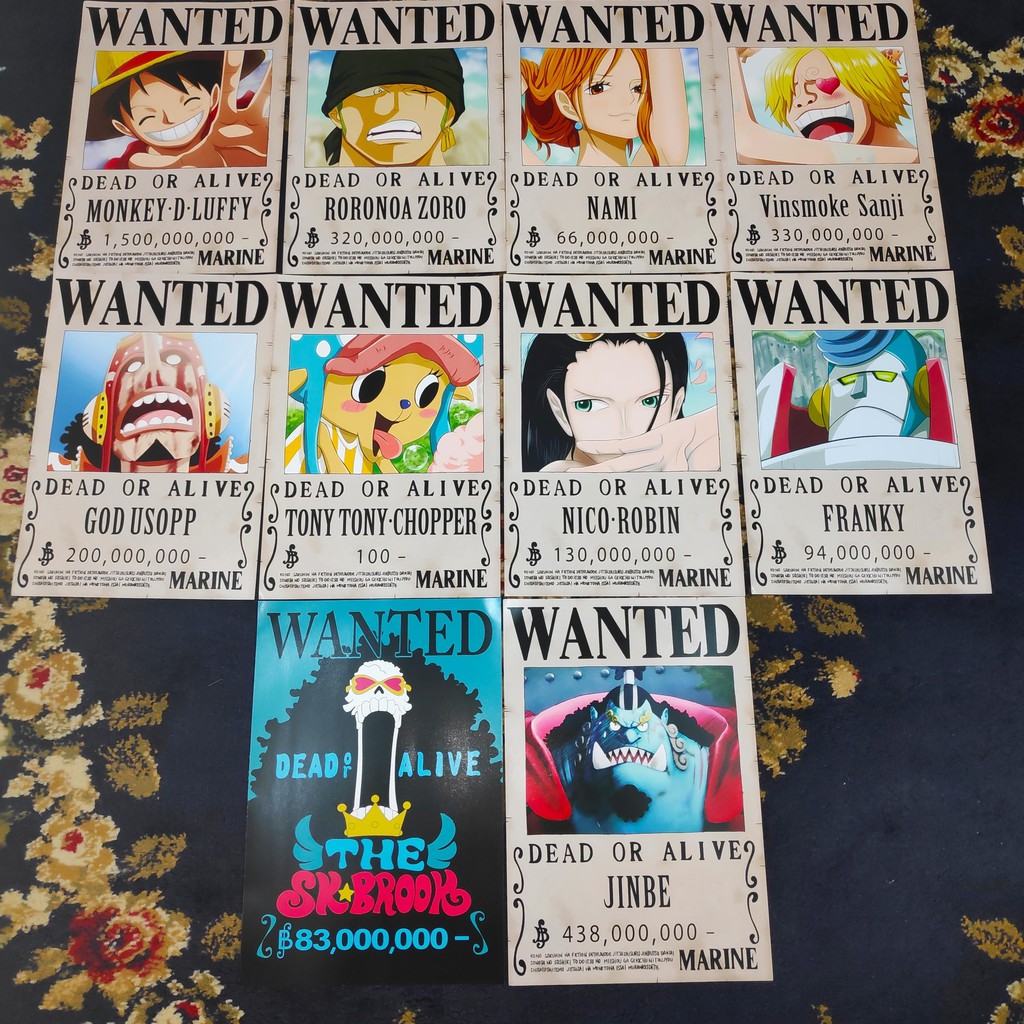 WANTED
DEAD OR ALIVE
MONKEY·D·LUFFY
฿ 1,500,000,000 –
MARINE
WANTED
DEAD OR ALIVE
RORONOA ZORO
฿ 320,000,000 –
MARINE
WANTED
DEAD OR ALIVE
NAMI
฿ 66,000,000 –
MARINE
WANTED
DEAD OR ALIVE
Vinsmoke Sanji
฿ 330,000,000 –
MARINE
WANTED
DEAD OR ALIVE
GOD USOPP
฿ 200,000,000 –
MARINE
WANTED
DEAD OR ALIVE
TONY TONY·CHOPPER
฿ 100 –
MARINE
WANTED
DEAD OR ALIVE
NICO·ROBIN
฿ 130,000,000 –
MARINE
WANTED
DEAD OR ALIVE
FRANKY
฿ 94,000,000 –
MARINE
WANTED
DEAD or ALIVE
THE
SK★BROOK
฿83,000,000 –
WANTED
DEAD OR ALIVE
JINBE
฿ 438,000,000 –
MARINE